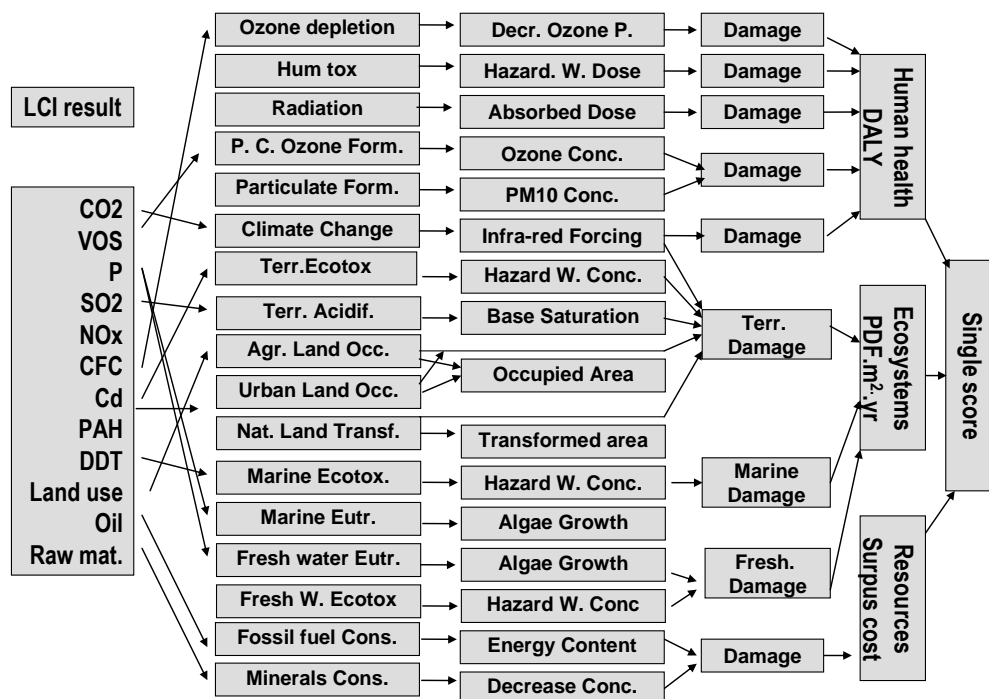 LCI result
CO2
VOS
P
SO2
NOx
CFC
Cd
PAH
DDT
Land use
Oil
Raw mat.
Ozone depletion
Hum tox
Radiation
P. C. Ozone Form.
Particulate Form.
Climate Change
Terr.Ecotox
Terr. Acidif.
Agr. Land Occ.
Urban Land Occ.
Nat. Land Transf.
Marine Ecotox.
Marine Eutr.
Fresh water Eutr.
Fresh W. Ecotox
Fossil fuel Cons.
Minerals Cons.
Decr. Ozone P.
Hazard. W. Dose
Absorbed Dose
Ozone Conc.
PM10 Conc.
Infra-red Forcing
Hazard W. Conc.
Base Saturation
Occupied Area
Transformed area
Hazard W. Conc.
Algae Growth
Algae Growth
Hazard W. Conc
Energy Content
Decrease Conc.
Damage
Damage
Damage
Damage
Damage
Terr.
Damage
Marine
Damage
Fresh.
Damage
Damage
Human health
DALY
Ecosystems
PDF.m².yr
Resources
Surpus cost
Single score